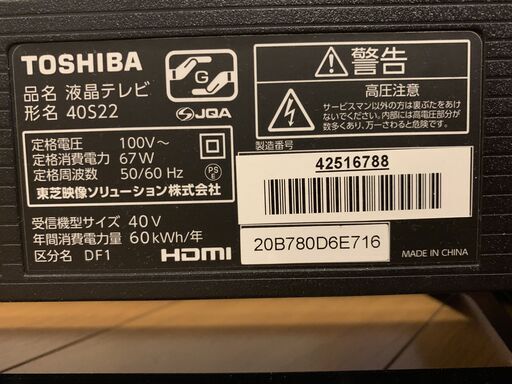 TOSHIBA
品名 液晶テレビ
形名 40S22
G
JQA
定格電圧 100V～
定格消費電力 67W
定格周波数 50/60 Hz
PS
E
東芝映像ソリューション株式会社
受信機型サイズ 40V
年間消費電力量 60kWh/年
区分名 DF1
HDMI
警告
高圧注意
サービスマン以外の方は裏ぶたをあけ
ないでください。内部には高電圧部分が
数多くあり、万一さわると危険です。
製造番号
42516788
20B780D6E716
MADE IN CHINA